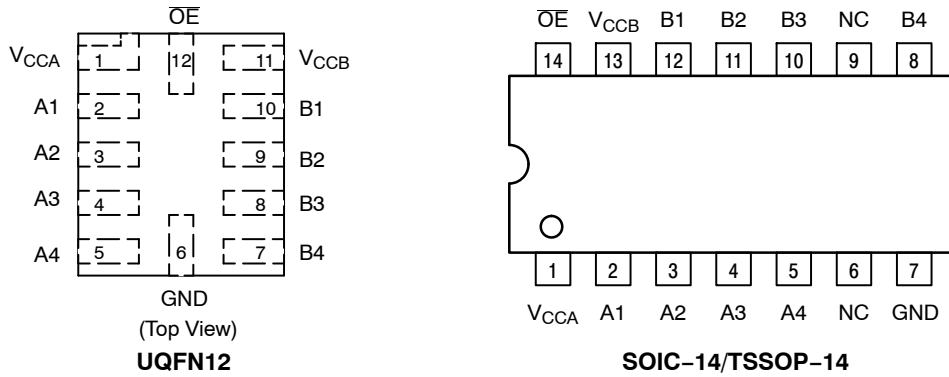 OE
VCCA 1 12 11 VCCB
A1 2 10 B1
A2 3 9 B2
A3 4 8 B3
A4 5 6 7 B4
GND
(Top View)
UQFN12
OE VCCB B1 B2 B3 NC B4
14 13 12 11 10 9 8
1 2 3 4 5 6 7
VCCA A1 A2 A3 A4 NC GND
SOIC−14/TSSOP−14